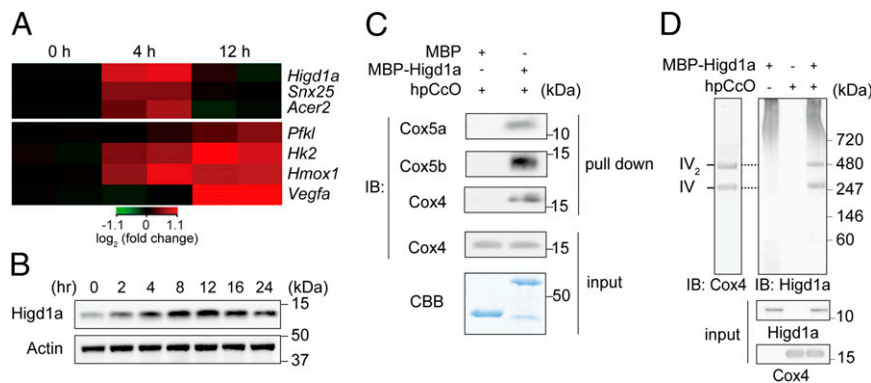 A
0 h 4 h 12 h
Higd1a
Snx25
Acer2
Pfkl
Hk2
Hmox1
Vegfa
-1.1 0 1.1
log2 (fold change)
B
(hr) 0 2 4 8 12 16 24 (kDa)
Higd1a
15
50
Actin
37
C
MBP + -
MBP-Higd1a - +
hpCcO + + (kDa)
IB:
Cox5a
10
Cox5b
15
Cox4
15
pull down
Cox4
15
CBB
50
input
D
MBP-Higd1a + - +
hpCcO - + + (kDa)
720
IV2
480
IV
247
146
60
IB: Cox4 IB: Higd1a
input
10
Higd1a
15
Cox4